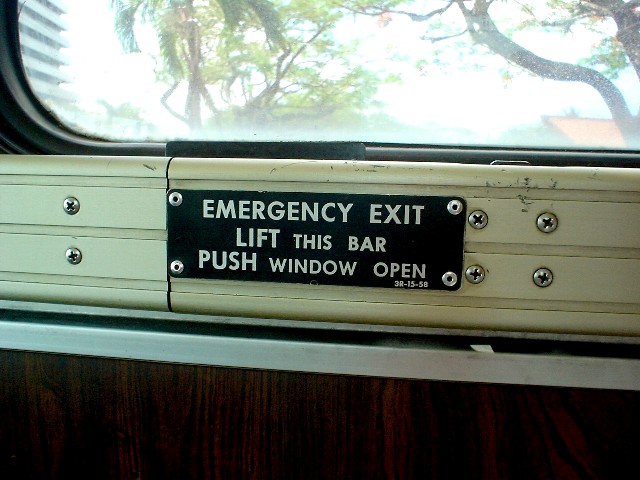 EMERGENCY EXIT
LIFT THIS BAR
PUSH WINDOW OPEN
3R-15-58